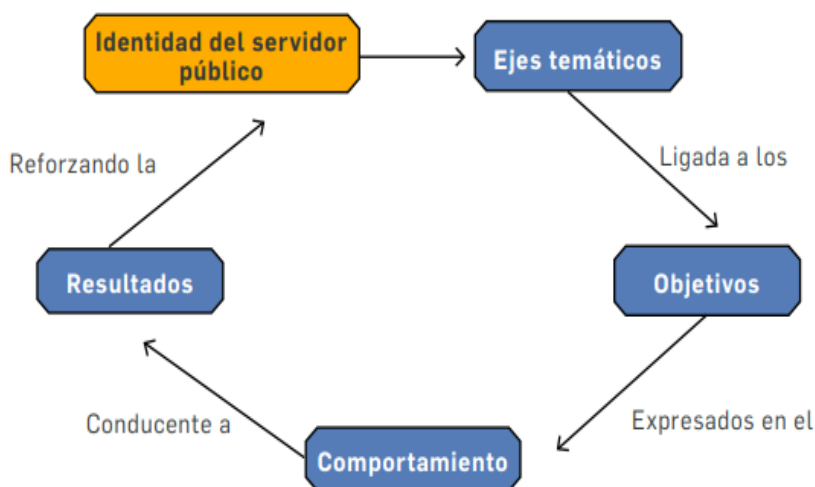 Identidad del servidor
público
Ejes temáticos
Ligada a los
Objetivos
Expresados en el
Comportamiento
Conducente a
Resultados
Reforzando la